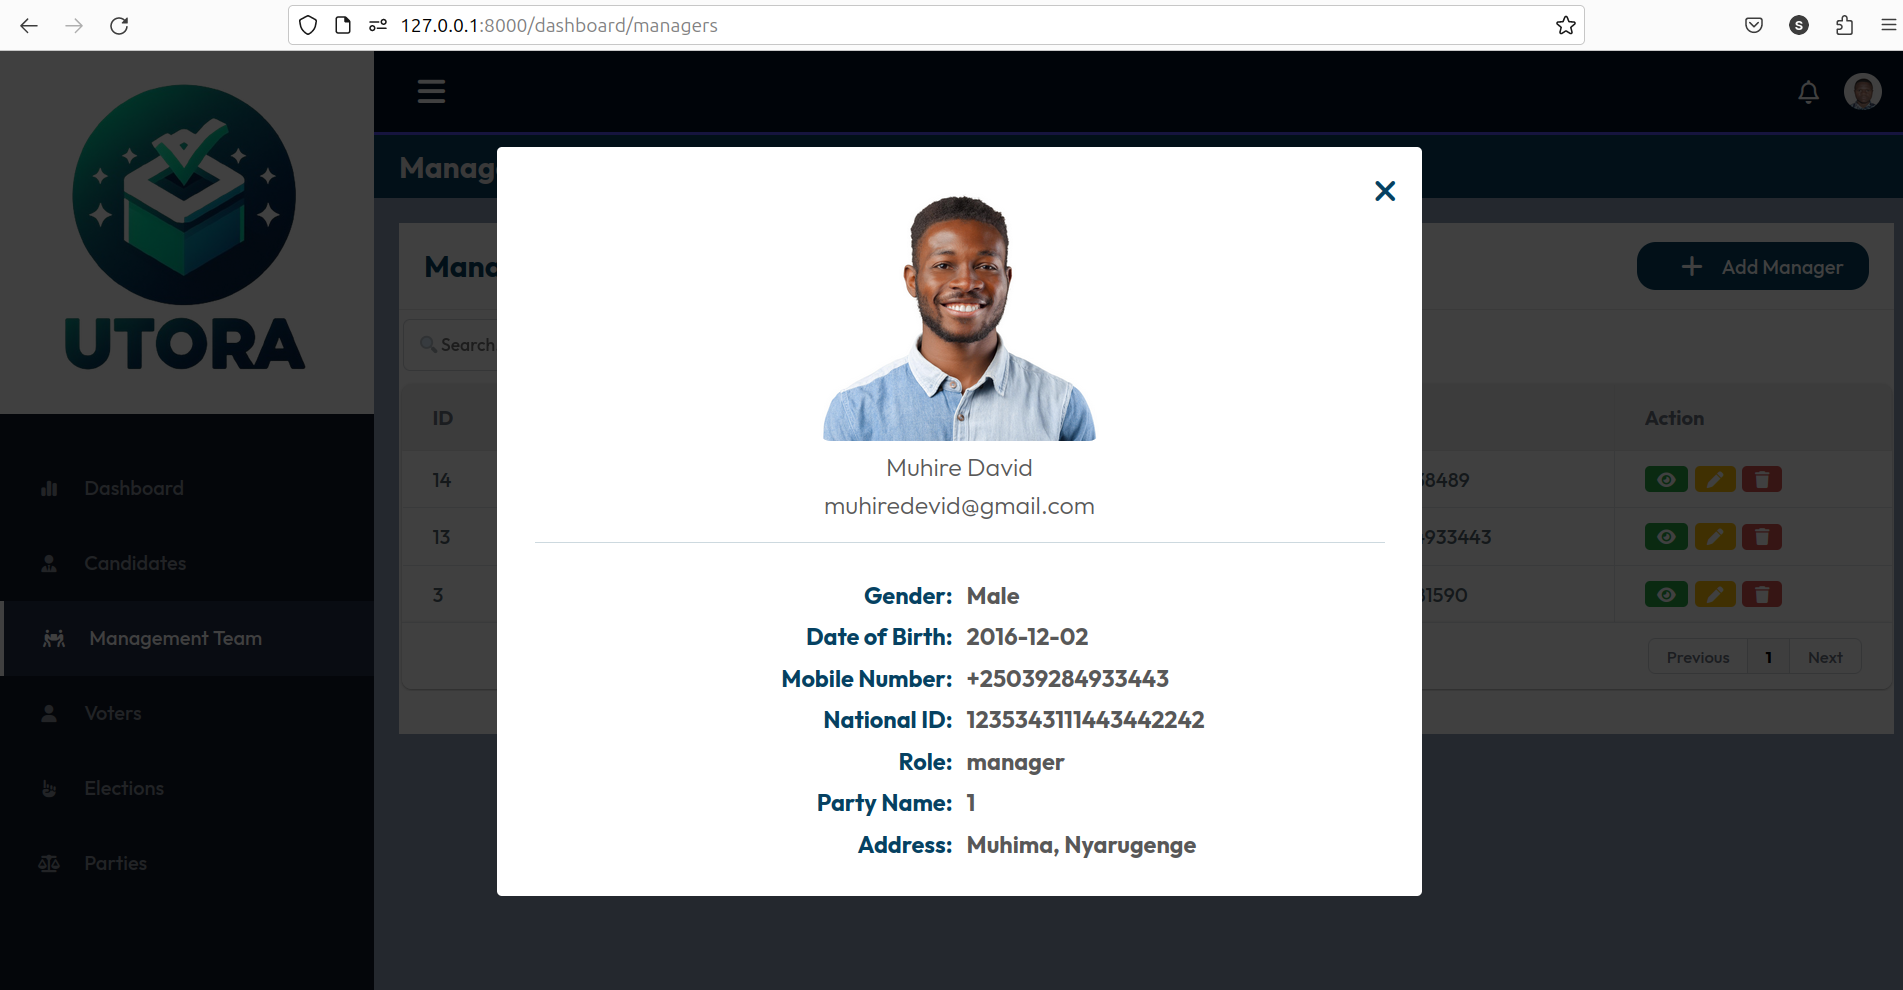 127.0.0.1:8000/dashboard/managers
S
UTORA
Dashboard
Candidates
Management Team
Voters
Elections
Parties
Manag
Mana
Add Manager
Search
ID
Action
14
8489
13
933443
3
1590
Previous 1 Next
Muhire David
muhiredevid@gmail.com
Gender: Male
Date of Birth: 2016-12-02
Mobile Number: +25039284933443
National ID: 1235343111443442242
Role: manager
Party Name: 1
Address: Muhima, Nyarugenge